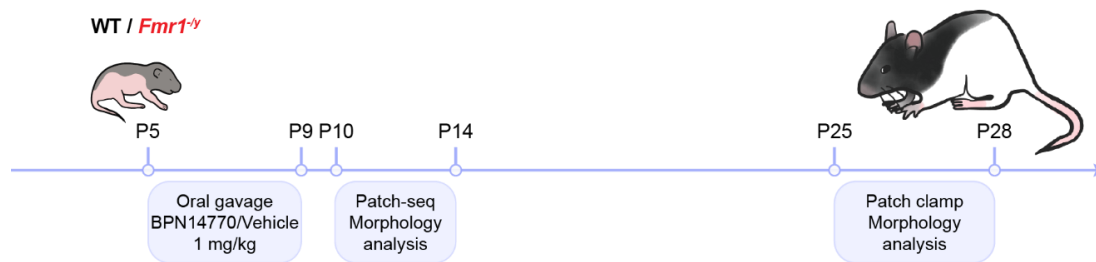 WT / Fmr1-/y
P5
P9 P10
P14
P25
P28
Oral gavage
BPN14770/Vehicle
1 mg/kg
Patch-seq
Morphology
analysis
Patch clamp
Morphology
analysis